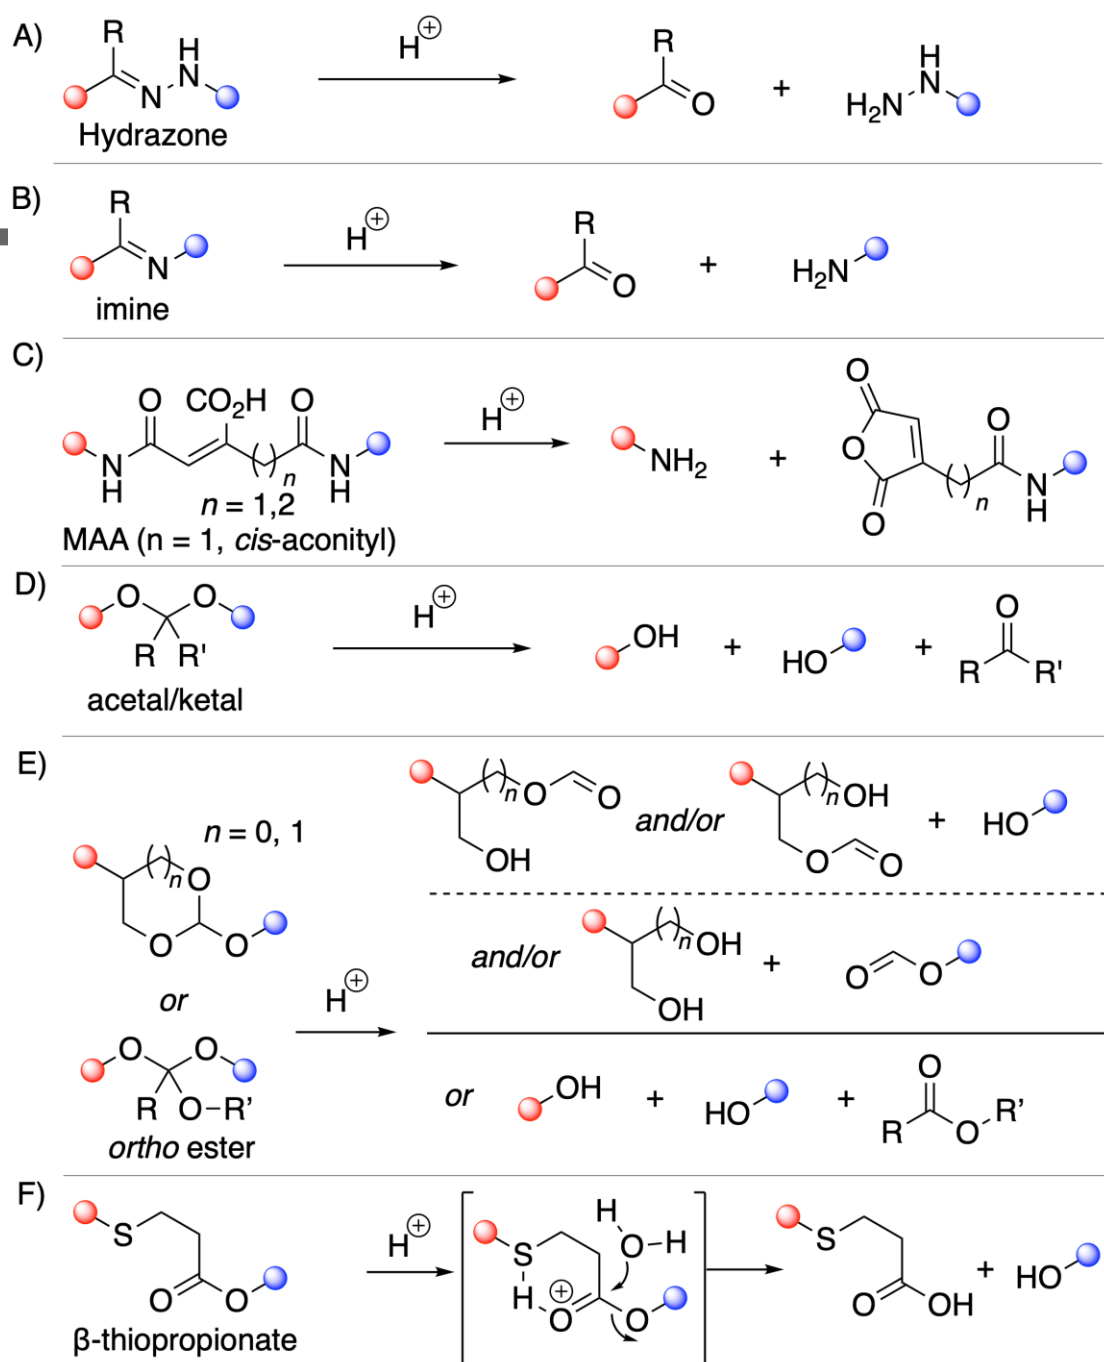 A)
R
H
N
N
Hydrazone
H⊕
R
O
+
H
H₂N
N
B)
R
N
imine
H⊕
R
O
+
H₂N
C)
O CO₂H O
N
H
( )n
N
H
n = 1,2
MAA (n = 1, cis-aconityl)
H⊕
NH₂
+
O
O
O
( )n
O
N
H
D)
O O
R R'
acetal/ketal
H⊕
OH
+
HO
+
O
R R'
E)
n = 0, 1
( )n
O
O O
or
O O
R O–R'
ortho ester
H⊕
( )n O O
OH
and/or
( )n OH
O O
+
HO
and/or
( )n OH
OH
+
O O
or
OH
+
HO
+
O
R O R'
F)
S
O O
β-thiopropionate
H⊕
S
H
⊕
O O
H
O–H
S
O OH
+
HO